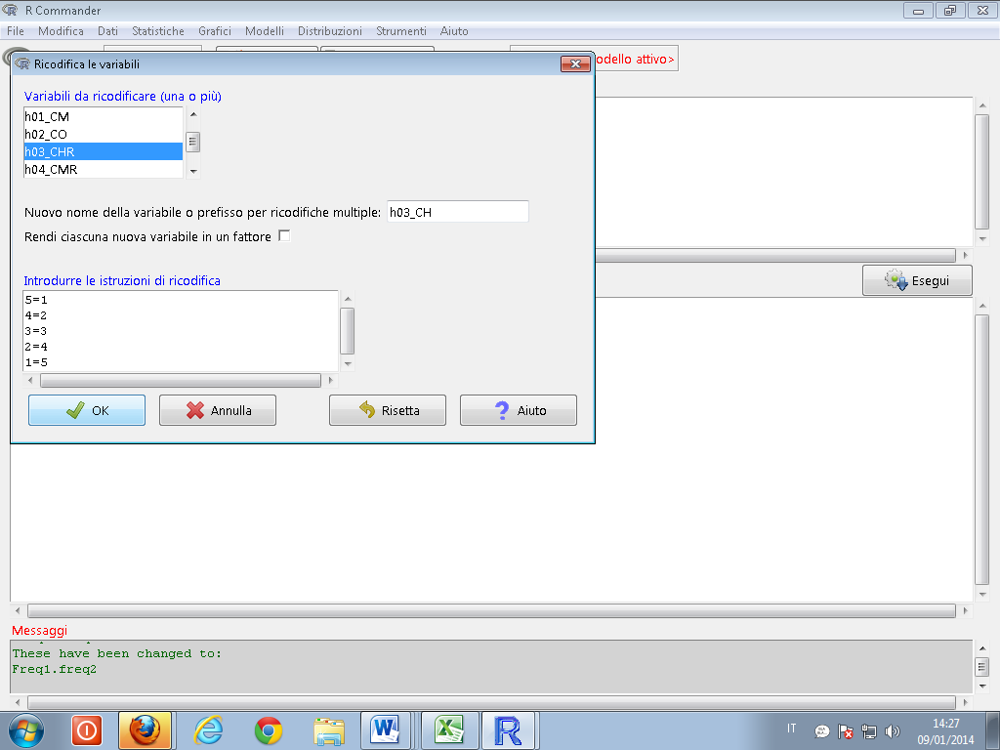 R Commander
File Modifica Dati Statistiche Grafici Modelli Distribuzioni Strumenti Aiuto
odello attivo>
Ricodifica le variabili
Variabili da ricodificare (una o più)
h01_CM
h02_CO
h03_CHR
h04_CMR
Nuovo nome della variabile o prefisso per ricodifiche multiple: h03_CH
Rendi ciascuna nuova variabile in un fattore
Introdurre le istruzioni di ricodifica
5=1
4=2
3=3
2=4
1=5
OK Annulla Risetta Aiuto
Esegui
Messaggi
These have been changed to:
Freq1.freq2
IT 14:27
09/01/2014